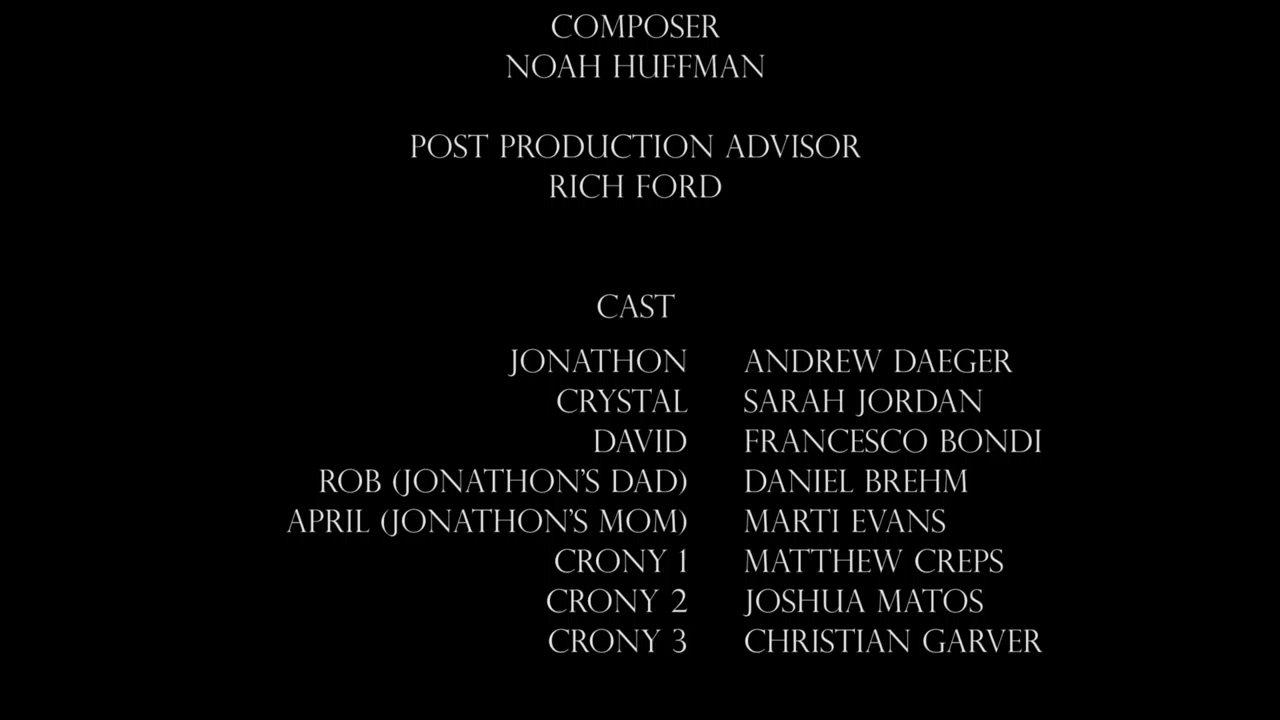 COMPOSER
NOAH HUFFMAN
POST PRODUCTION ADVISOR
RICH FORD
CAST
JONATHON ANDREW DAEGER
CRYSTAL SARAH JORDAN
DAVID FRANCESCO BONDI
ROB (JONATHON'S DAD) DANIEL BREHM
APRIL (JONATHON'S MOM) MARTI EVANS
CRONY 1 MATTHEW CREPS
CRONY 2 JOSHUA MATOS
CRONY 3 CHRISTIAN GARVER